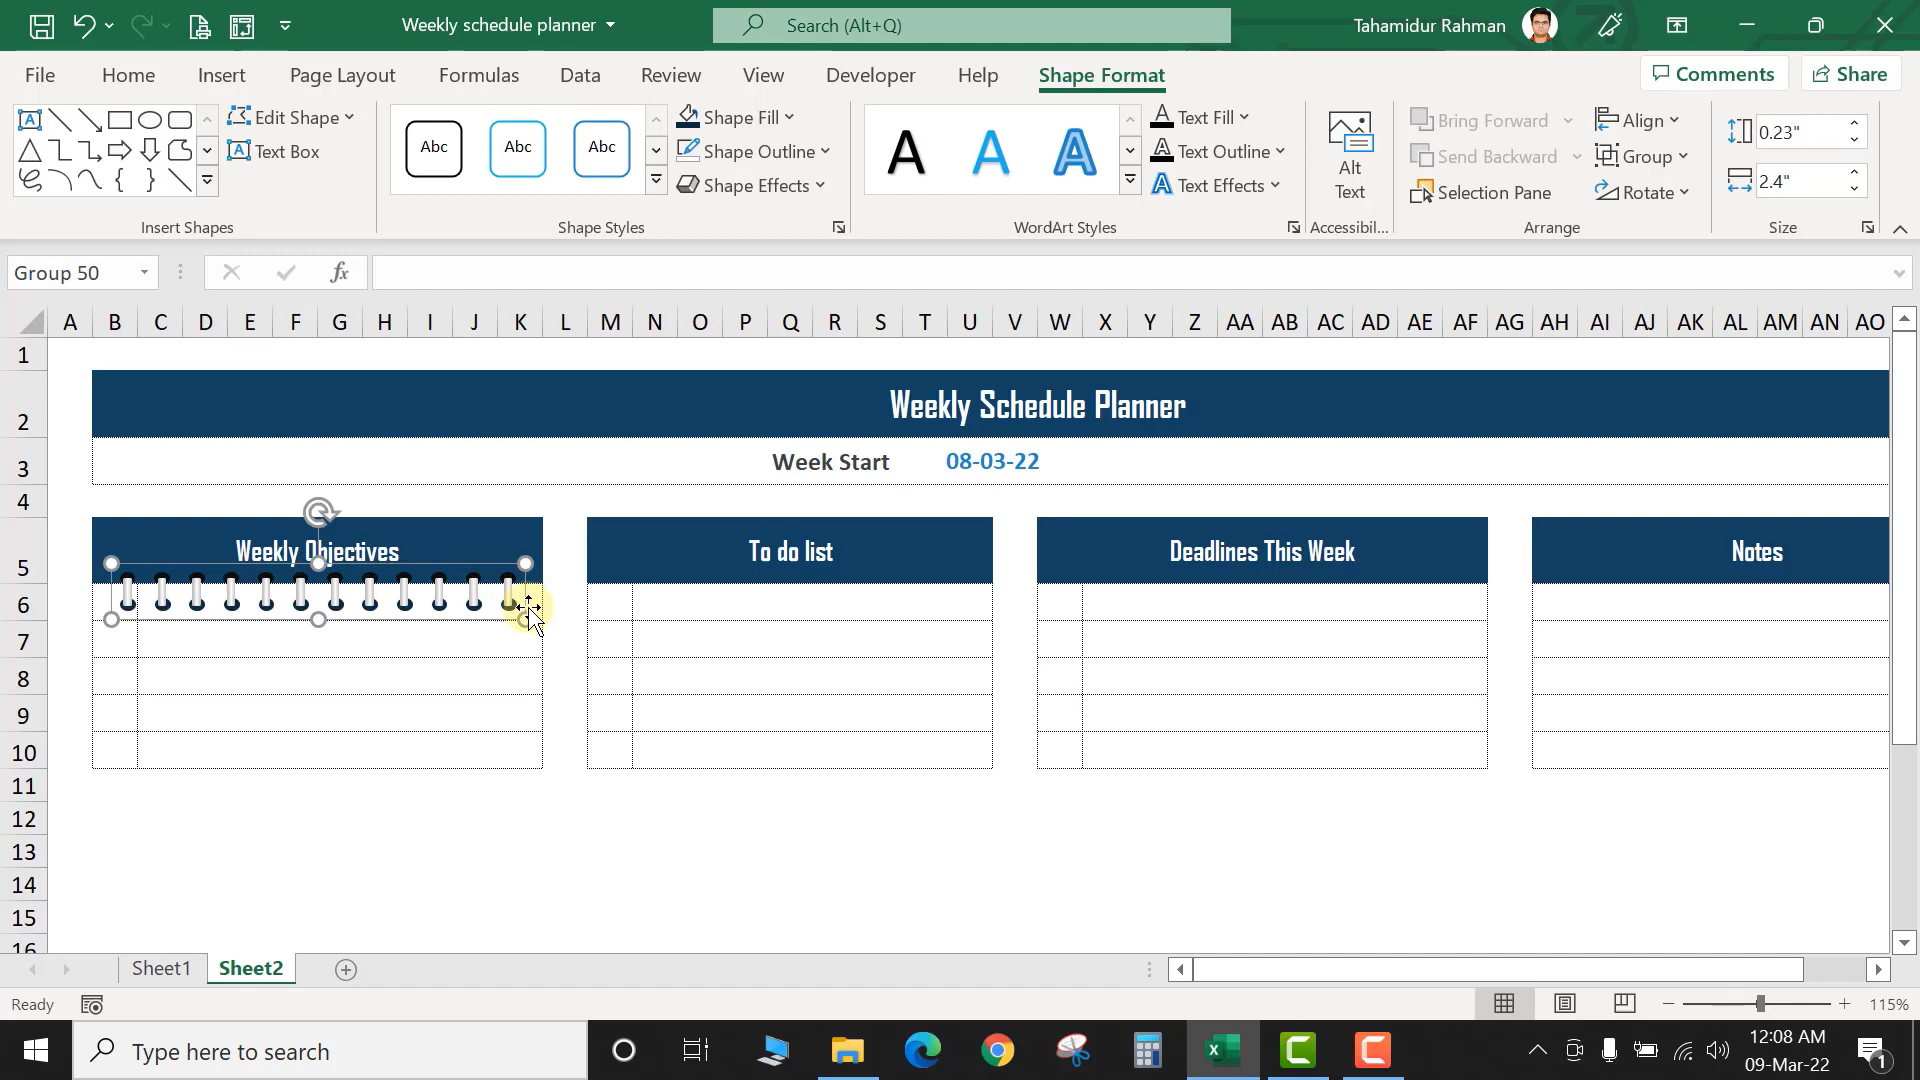 Weekly schedule planner
Search (Alt+Q)
Tahamidur Rahman
File Home Insert Page Layout Formulas Data Review View Developer Help Shape Format
Comments Share
Edit Shape
Text Box
Insert Shapes
Abc Abc Abc
Shape Fill
Shape Outline
Shape Effects
Shape Styles
A A A
Text Fill
Text Outline
Text Effects
WordArt Styles
Alt Text
Accessibil...
Bring Forward
Send Backward
Selection Pane
Align
Group
Rotate
Arrange
0.23"
2.4"
Size
Group 50
fx
A B C D E F G H I J K L M N O P Q R S T U V W X Y Z AA AB AC AD AE AF AG AH AI AJ AK AL AM AN AO
1
2 Weekly Schedule Planner
3 Week Start 08-03-22
4
5 Weekly Objectives To do list Deadlines This Week Notes
6
7
8
9
10
11
12
13
14
15
16
Sheet1 Sheet2
Ready
115%
Type here to search
12:08 AM
09-Mar-22
1